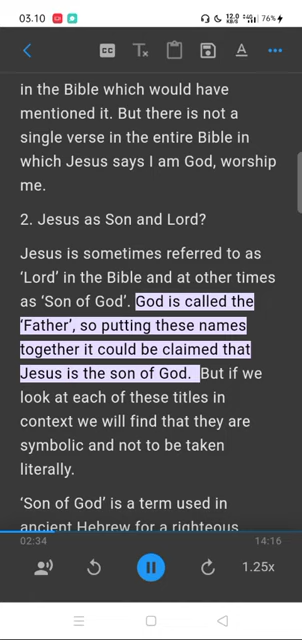 03.10
12.0
KB/S
76%
CC
A
in the Bible which would have
mentioned it. But there is not a
single verse in the entire Bible in
which Jesus says I am God, worship
me.
2. Jesus as Son and Lord?
Jesus is sometimes referred to as
‘Lord’ in the Bible and at other times
as ‘Son of God’. God is called the
‘Father’, so putting these names
together it could be claimed that
Jesus is the son of God. But if we
look at each of these titles in
context we will find that they are
symbolic and not to be taken
literally.
‘Son of God’ is a term used in
ancient Hebrew for a righteous
02:34
14:16
1.25x